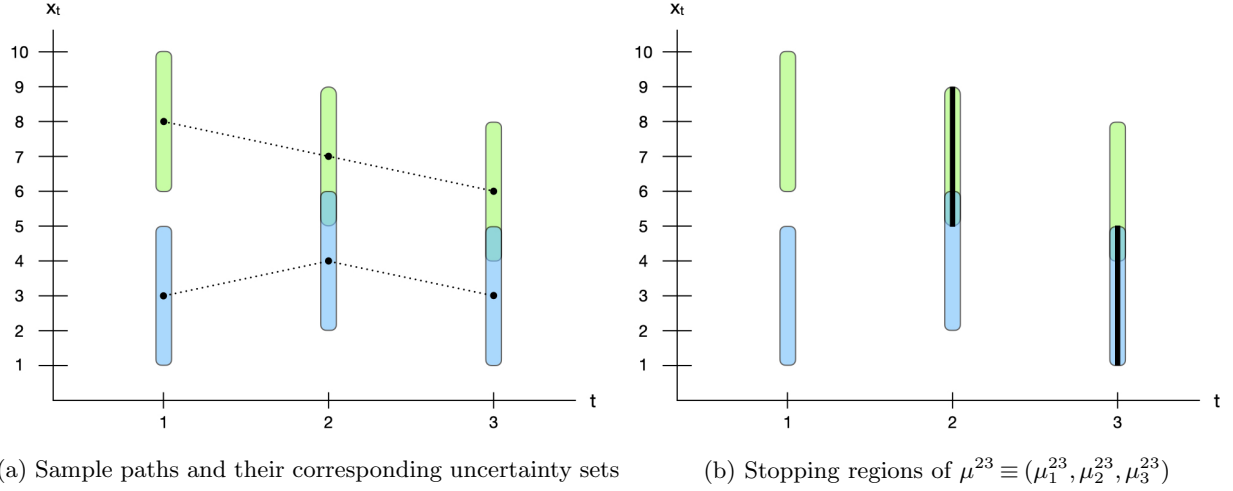 xₜ
10
9
8
7
6
5
4
3
2
1
1 2 3
t
xₜ
10
9
8
7
6
5
4
3
2
1
1 2 3
t
a) Sample paths and their corresponding uncertainty sets
(b) Stopping regions of μ²³ ≡ (μ₁²³, μ₂²³, μ₃²³)